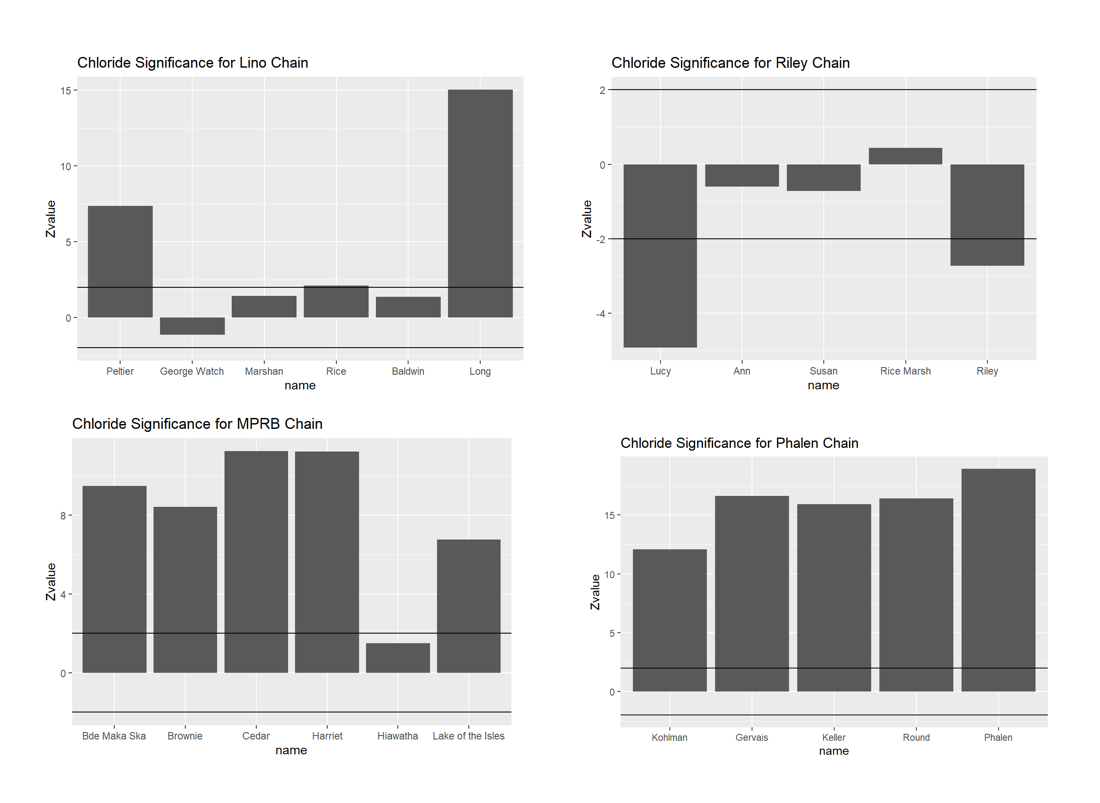 Chloride Significance for Lino Chain
Zvalue
15
10
5
0
Peltier George Watch Marshan Rice Baldwin Long
name
Chloride Significance for Riley Chain
Zvalue
2
0
-2
-4
Lucy Ann Susan Rice Marsh Riley
name
Chloride Significance for MPRB Chain
Zvalue
8
4
0
Bde Maka Ska Brownie Cedar Harriet Hiawatha Lake of the Isles
name
Chloride Significance for Phalen Chain
Zvalue
15
10
5
0
Kohlman Gervais Keller Round Phalen
name